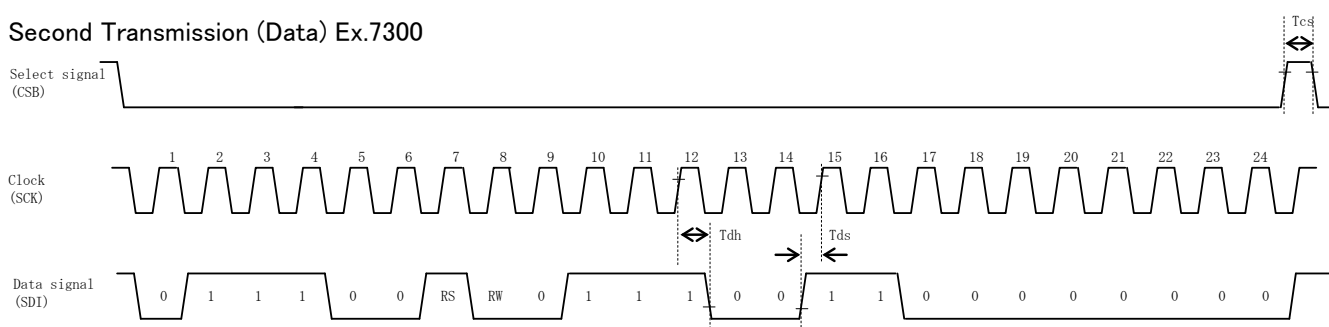 Second Transmission (Data) Ex.7300
Tcs
Select signal
(CSB)
1 2 3 4 5 6 7 8 9 10 11 12 13 14 15 16 17 18 19 20 21 22 23 24
Clock
(SCK)
Tdh Tds
Data signal
(SDI)
0 1 1 1 0 0 RS RW 0 1 1 1 0 0 1 1 0 0 0 0 0 0 0 0